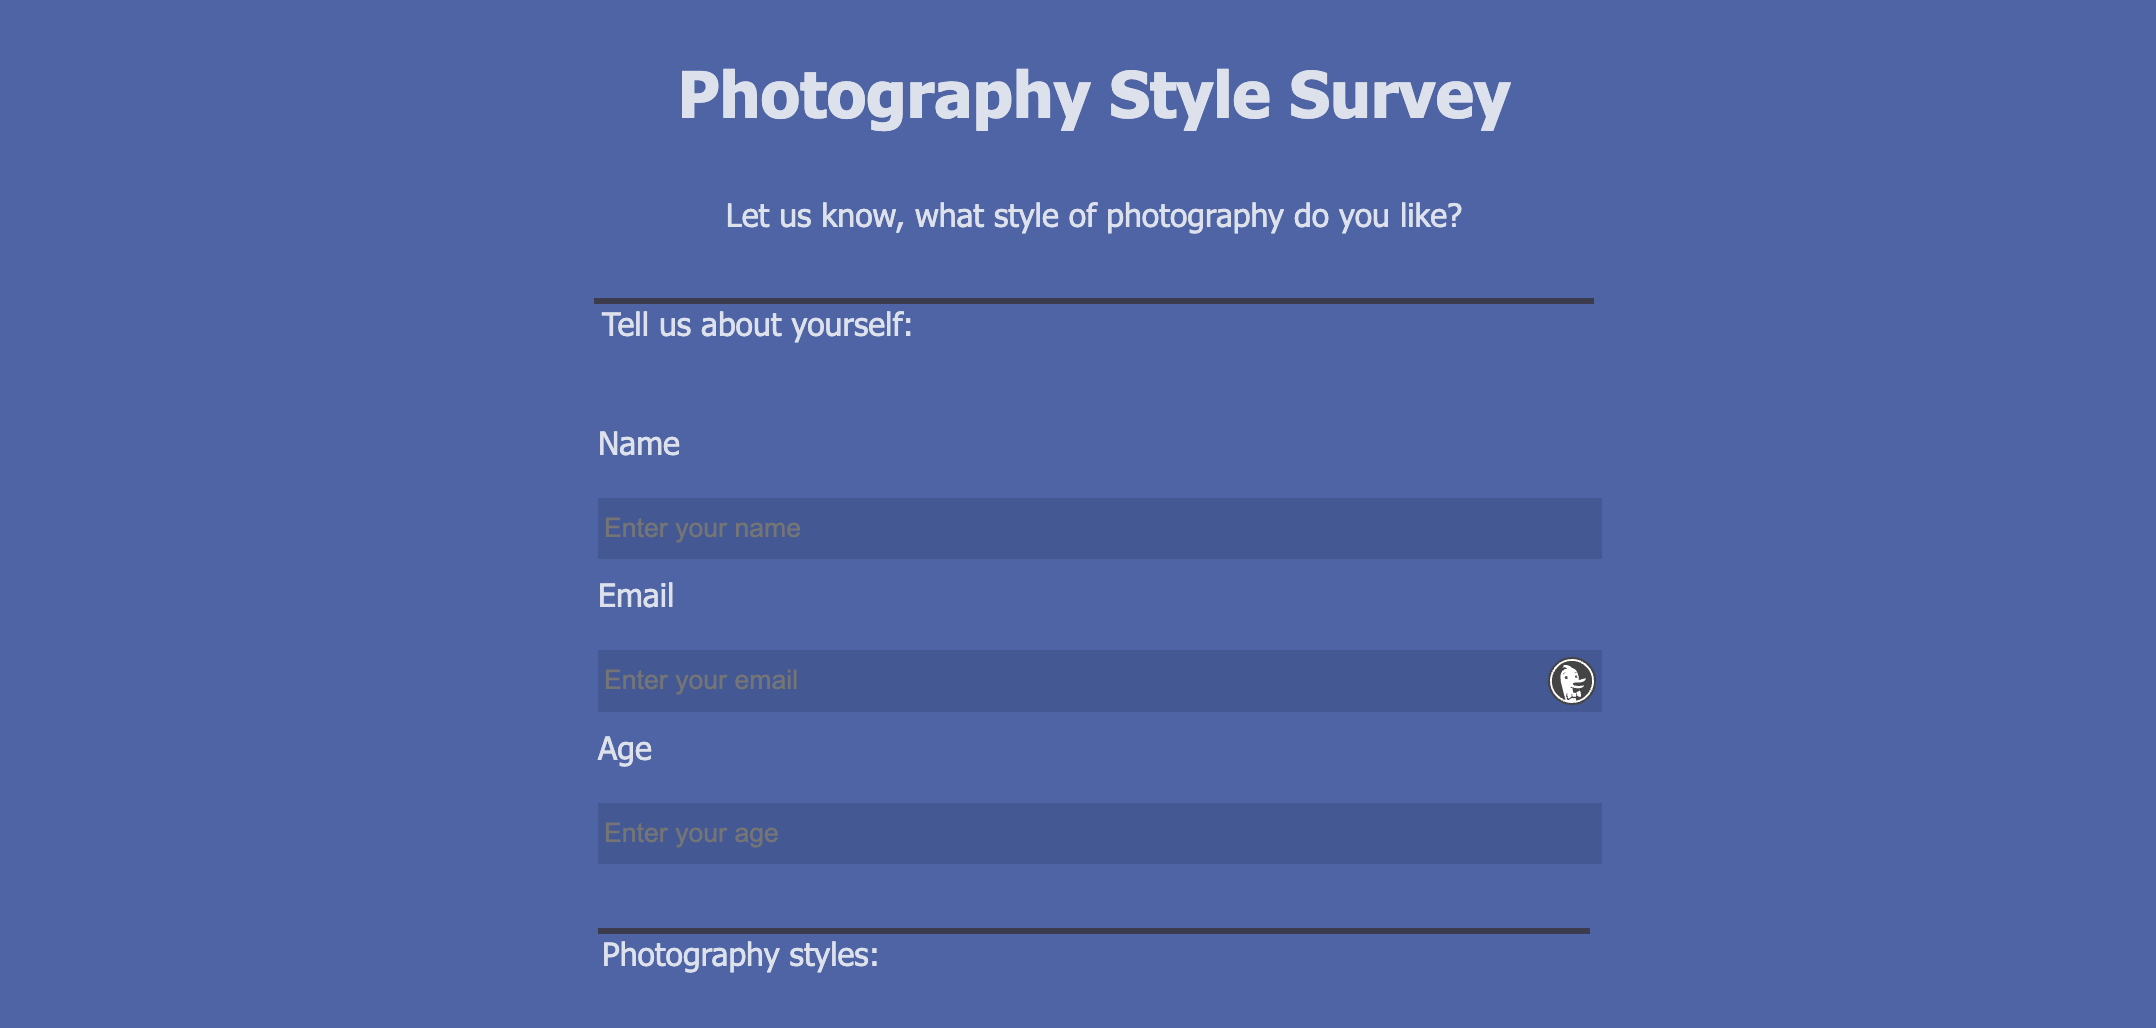 Photography Style Survey
Let us know, what style of photography do you like?
Tell us about yourself:
Name
Enter your name
Email
Enter your email
Age
Enter your age
Photography styles: